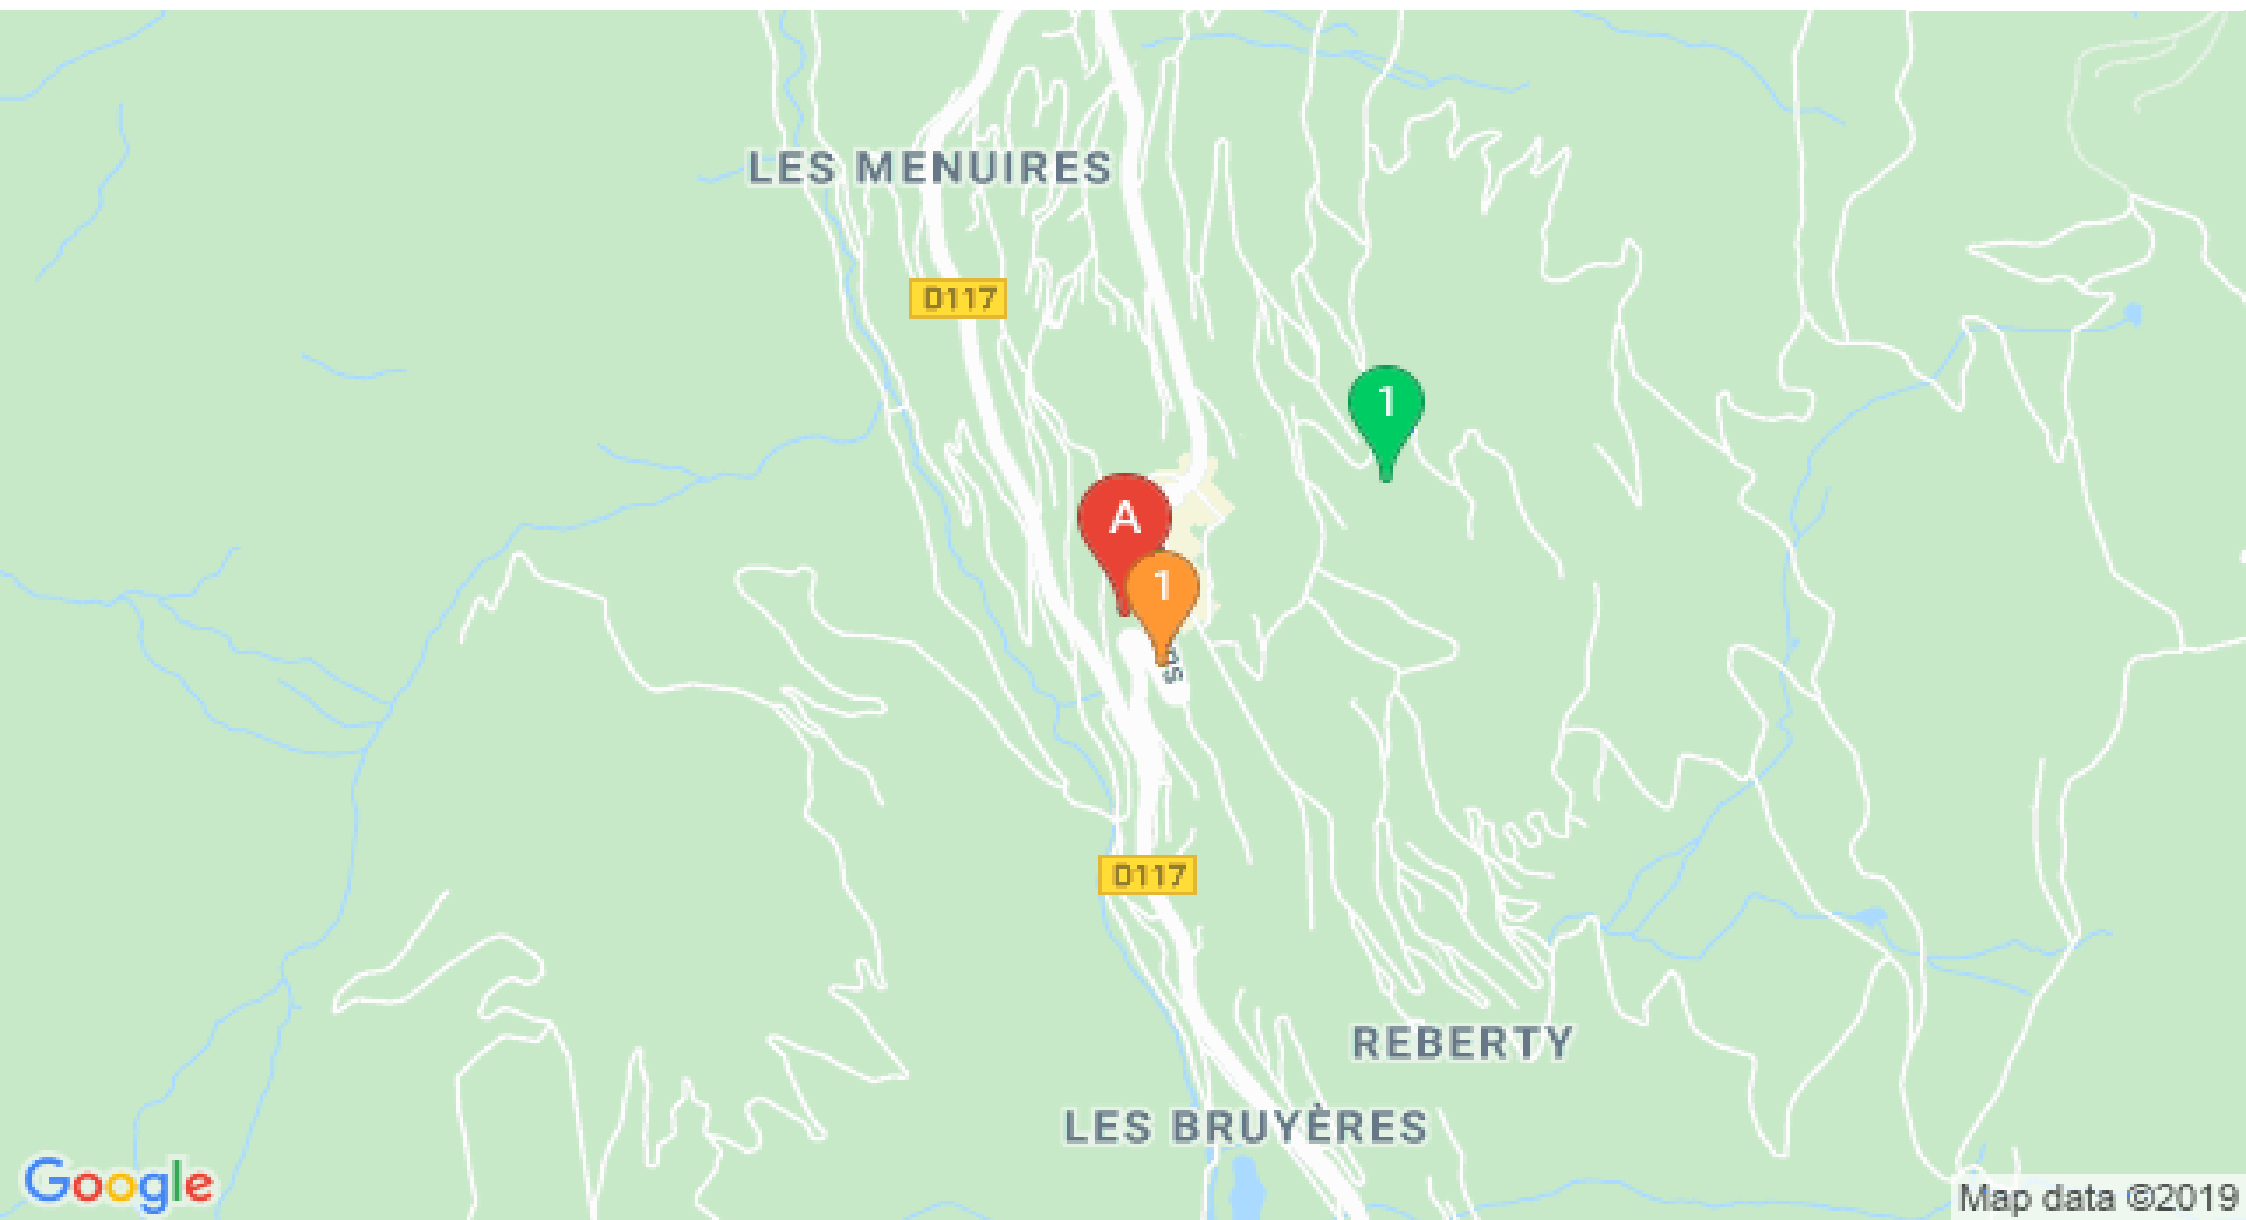 LES MENUIRES
D117
1
A
1
D117
REBERTY
LES BRUYÈRES
Google
Map data ©2019